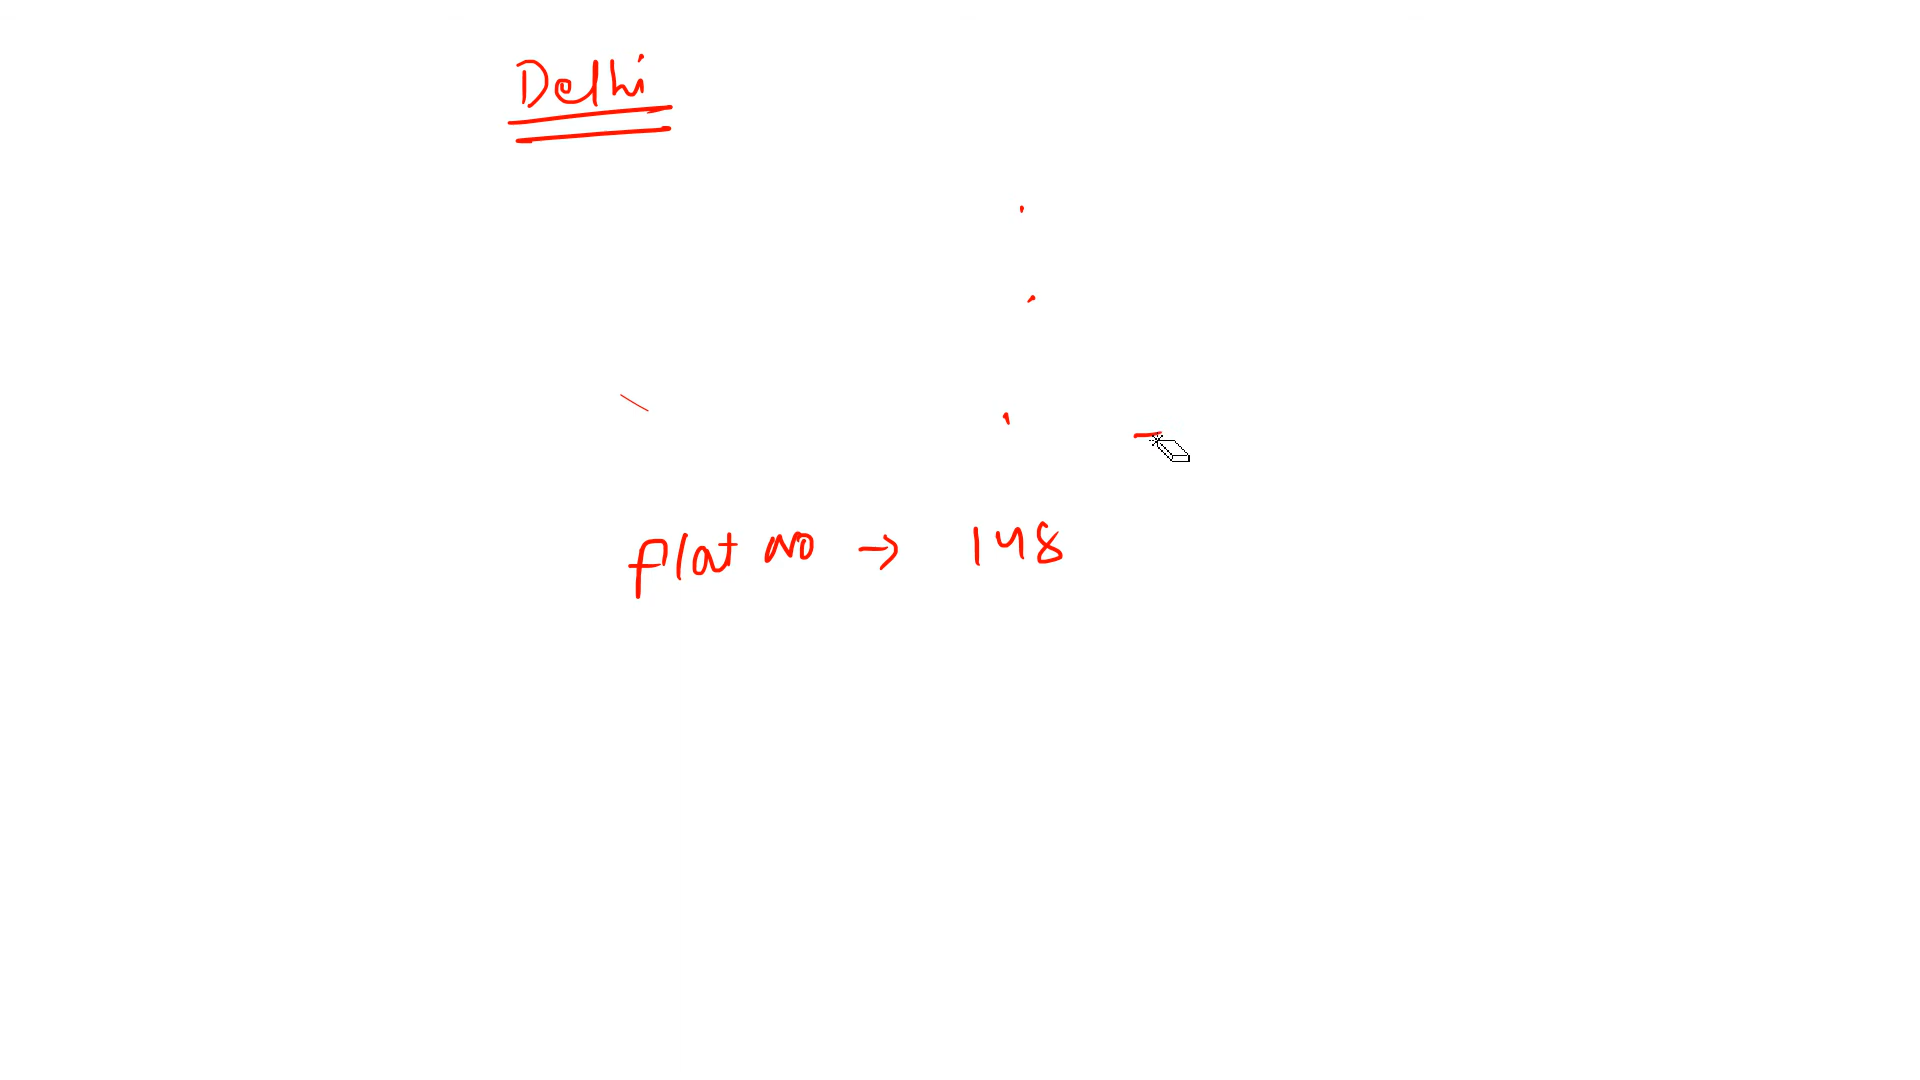 Delhi
flat no → 148